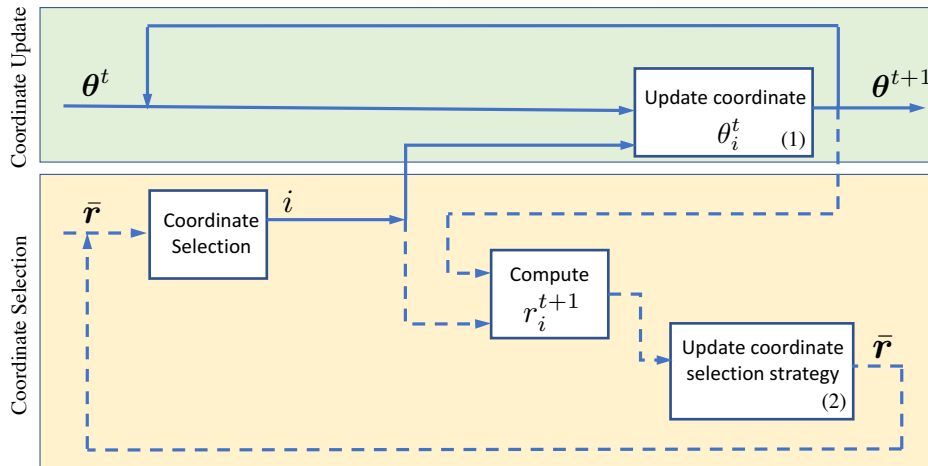 Coordinate Update
θ^t
θ^{t+1}
Update coordinate
θ_i^t
(1)
Coordinate Selection
r̄
Coordinate
Selection
i
Compute
r_i^{t+1}
Update coordinate
selection strategy
(2)
r̄